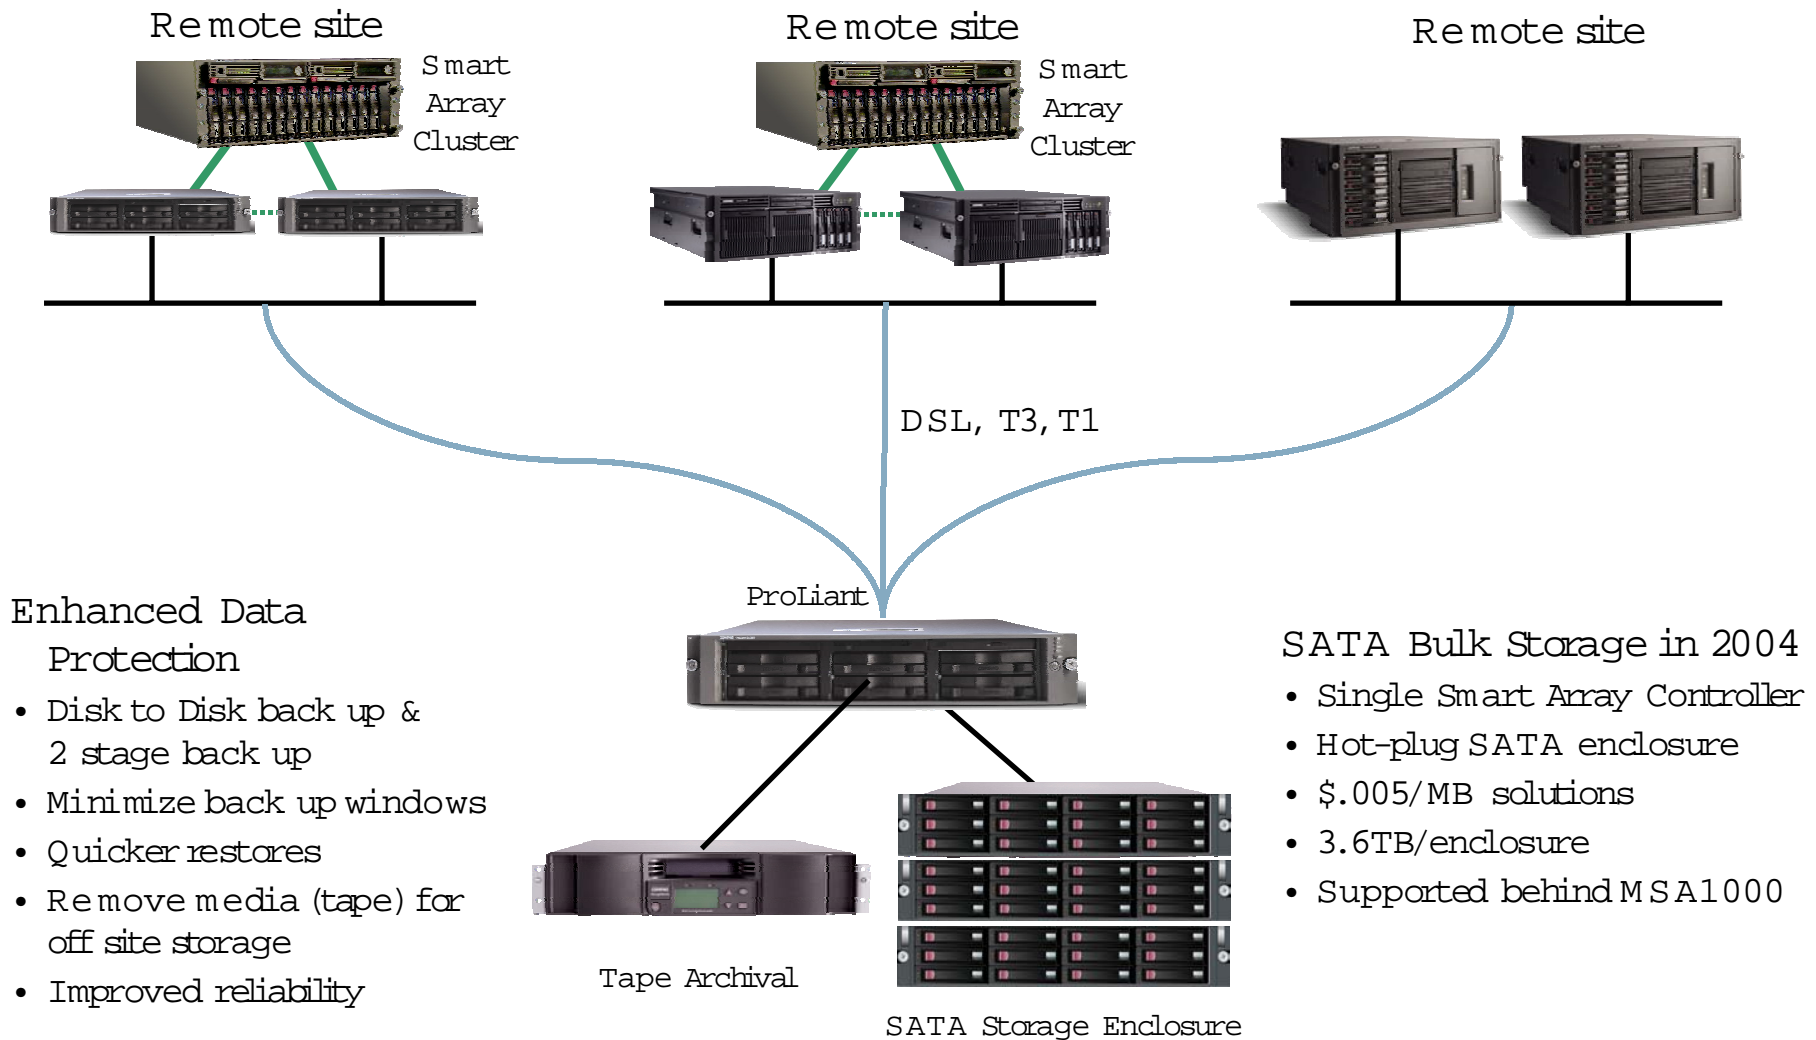 Remote site
Remote site
Remote site
Smart
Array
Cluster
Smart
Array
Cluster
DSL, T3, T1
ProLiant
Enhanced Data
Protection
• Disk to Disk back up &
2 stage back up
• Minimize back up windows
• Quicker restores
• Remove media (tape) for
off site storage
• Improved reliability
SATA Bulk Storage in 2004
• Single Smart Array Controller
• Hot-plug SATA enclosure
• $.005/MB solutions
• 3.6TB/enclosure
• Supported behind MSA1000
Tape Archival
SATA Storage Enclosure